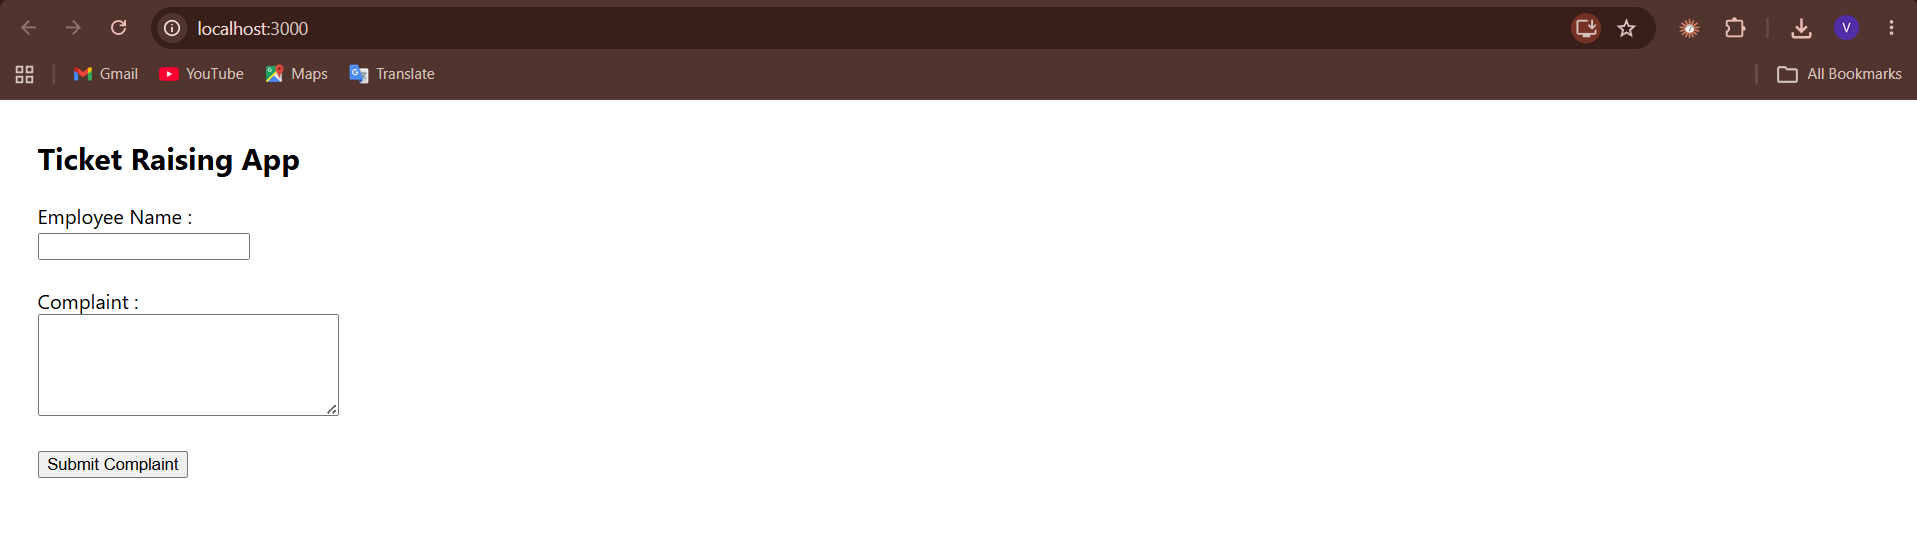 localhost:3000
V
Gmail
YouTube
Maps
Translate
All Bookmarks
Ticket Raising App
Employee Name :
Complaint :
Submit Complaint